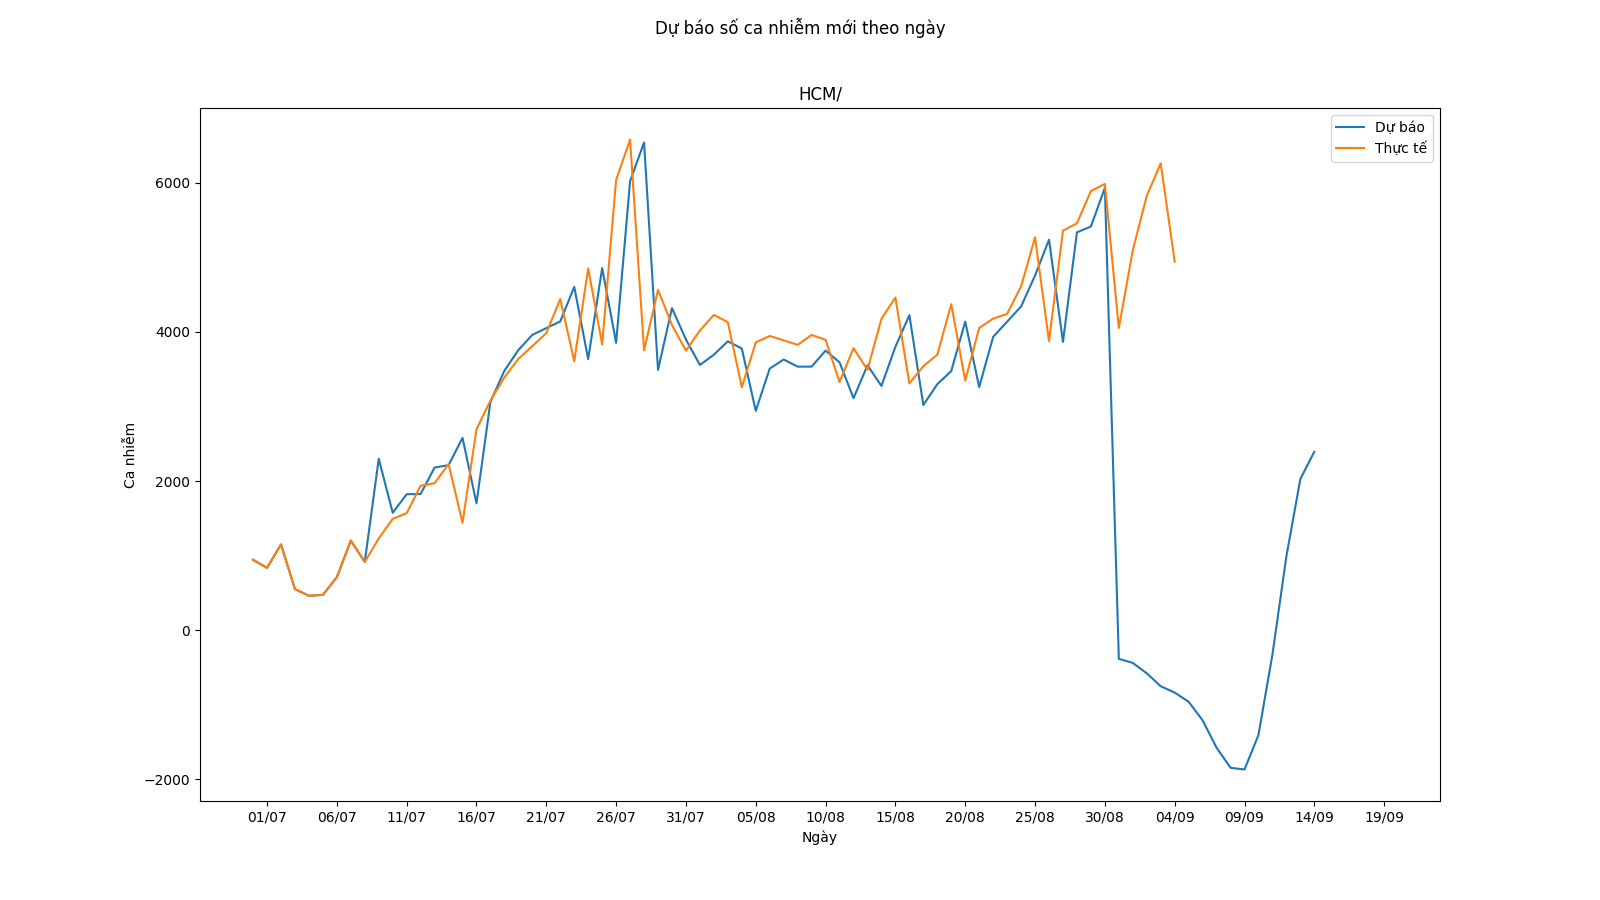 Dự báo số ca nhiễm mới theo ngày
HCM/
Dự báo
Thực tế
6000
4000
2000
0
−2000
Ca nhiễm
01/07 06/07 11/07 16/07 21/07 26/07 31/07 05/08 10/08 15/08 20/08 25/08 30/08 04/09 09/09 14/09 19/09
Ngày